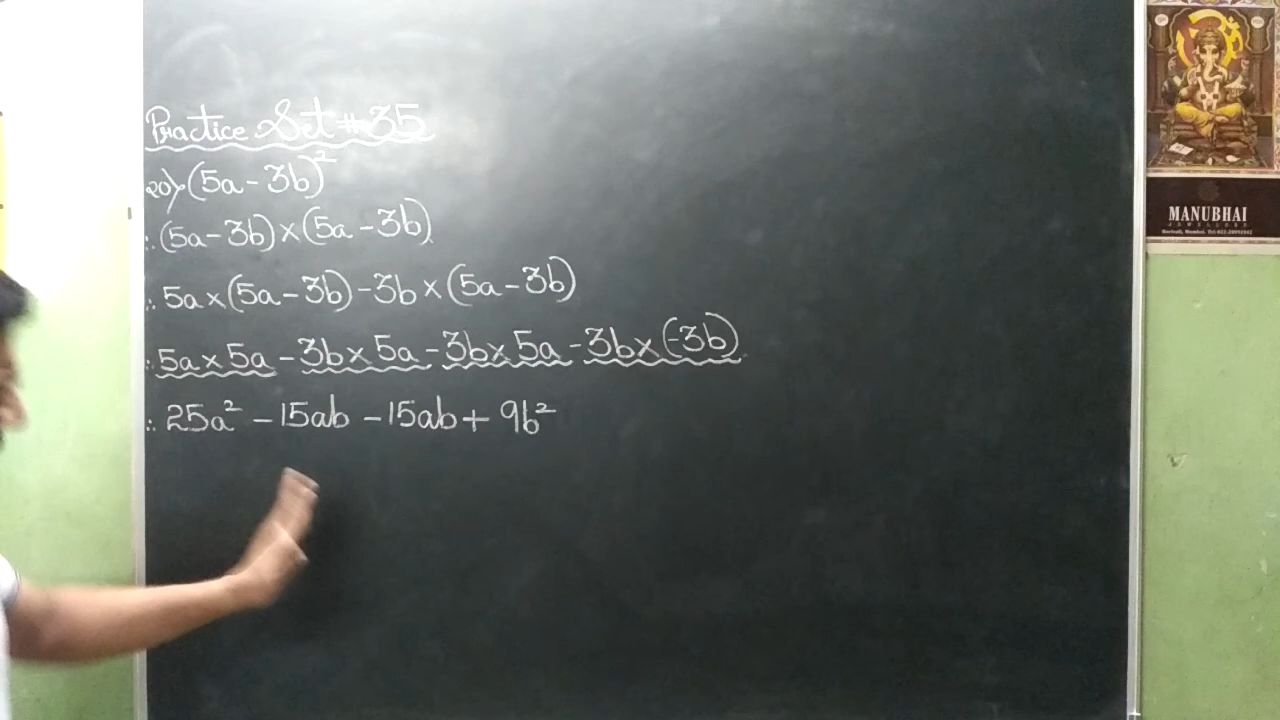 Practice Set # 35
20) (5a - 3b)²
∴ (5a - 3b) × (5a - 3b)
∴ 5a × (5a - 3b) - 3b × (5a - 3b)
∴ 5a × 5a - 3b × 5a - 3b × 5a - 3b × (-3b)
∴ 25a² - 15ab - 15ab + 9b²
MANUBHAI
JEWELLERS